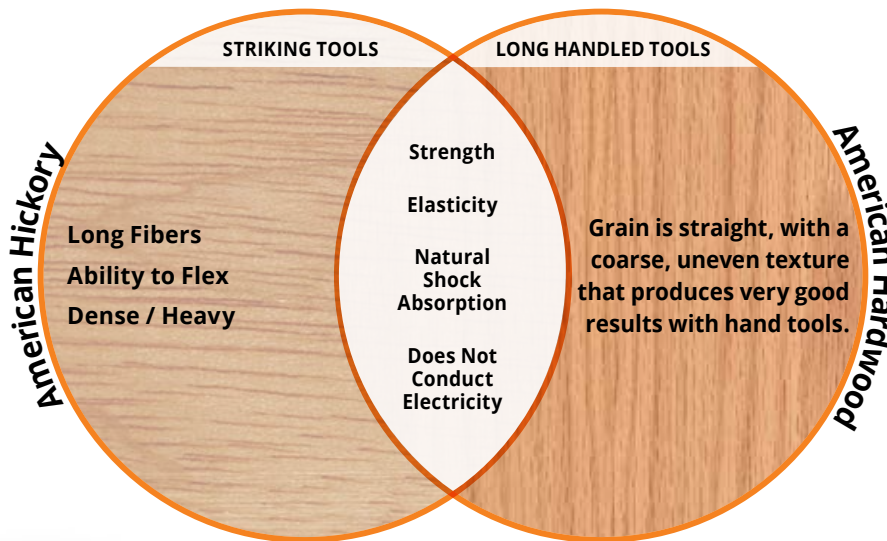 STRIKING TOOLS
LONG HANDLED TOOLS
American Hickory
Long Fibers
Ability to Flex
Dense / Heavy
Strength
Elasticity
Natural
Shock
Absorption
Does Not
Conduct
Electricity
Grain is straight, with a
coarse, uneven texture
that produces very good
results with hand tools.
American Hardwood